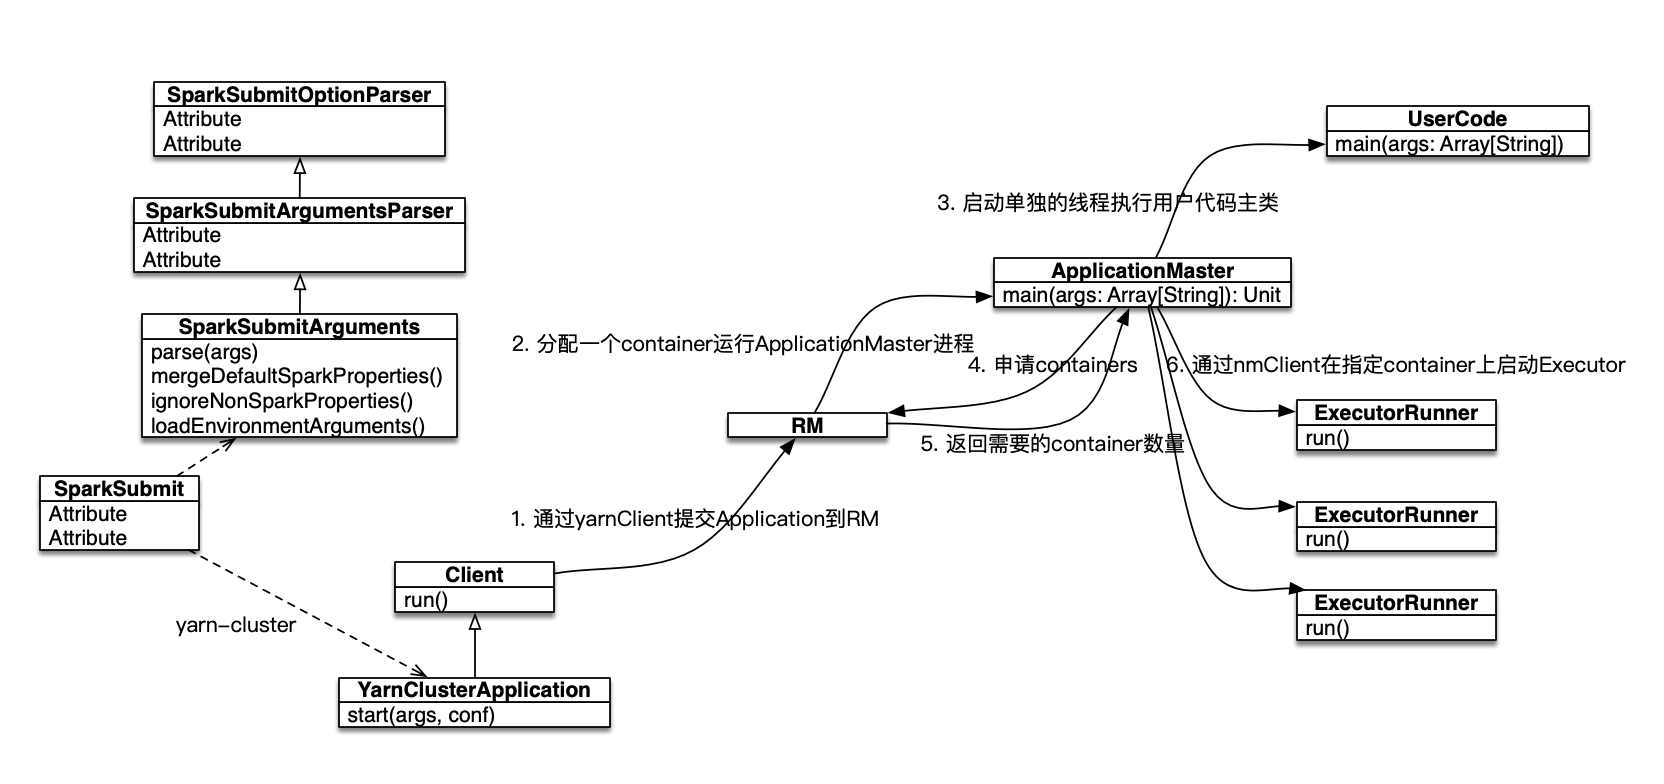 SparkSubmitOptionParser
Attribute
Attribute
SparkSubmitArgumentsParser
Attribute
Attribute
SparkSubmitArguments
parse(args)
mergeDefaultSparkProperties()
ignoreNonSparkProperties()
loadEnvironmentArguments()
SparkSubmit
Attribute
Attribute
yarn-cluster
Client
run()
YarnClusterApplication
start(args, conf)
1. 通过yarnClient提交Application到RM
RM
2. 分配一个container运行ApplicationMaster进程
ApplicationMaster
main(args: Array[String]): Unit
3. 启动单独的线程执行用户代码主类
UserCode
main(args: Array[String])
4. 申请containers
5. 返回需要的container数量
6. 通过nmClient在指定container上启动Executor
ExecutorRunner
run()
ExecutorRunner
run()
ExecutorRunner
run()